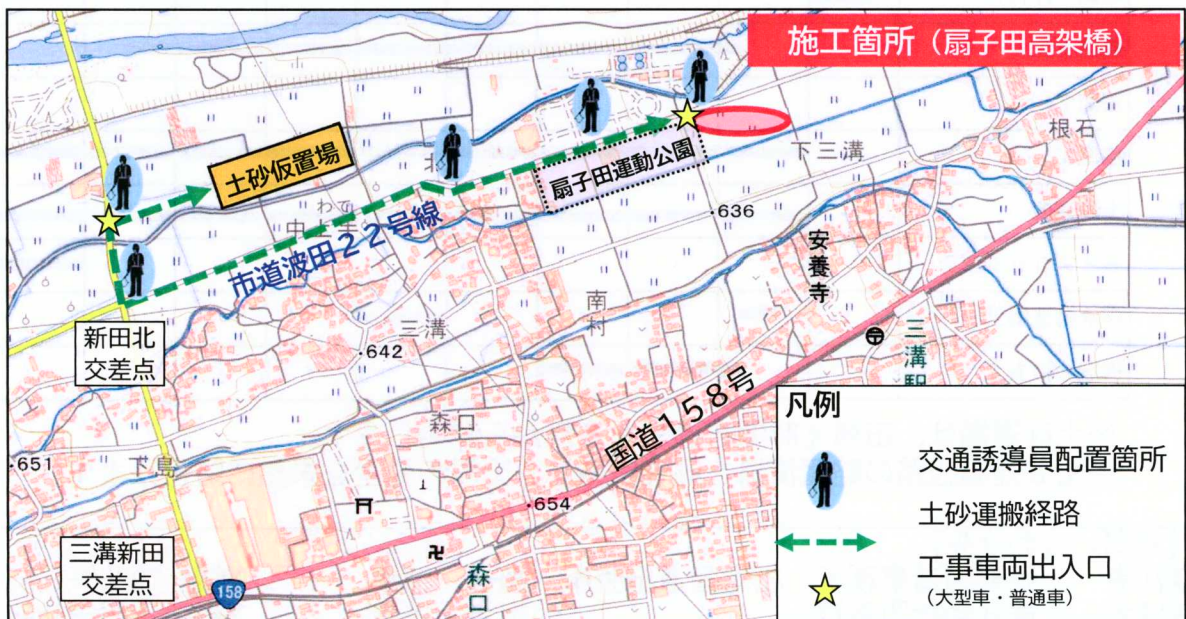 施工箇所（扇子田高架橋）
土砂仮置場
扇子田運動公園
市道波田２２号線
根石
下三溝
636
わで
安養寺
新田北
交差点
三溝
南村
642
三溝駅
国道１５８号
森口
651
下島
654
三溝新田
交差点
158
森口
凡例
交通誘導員配置箇所
土砂運搬経路
工事車両出入口
（大型車・普通車）